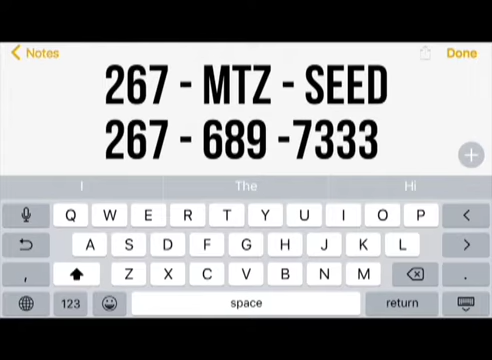 Notes
Done
267 - MTZ - SEED
267 - 689 -7333
I The Hi
Q W E R T Y U I O P
A S D F G H J K L
, Z X C V B N M .
123 space return